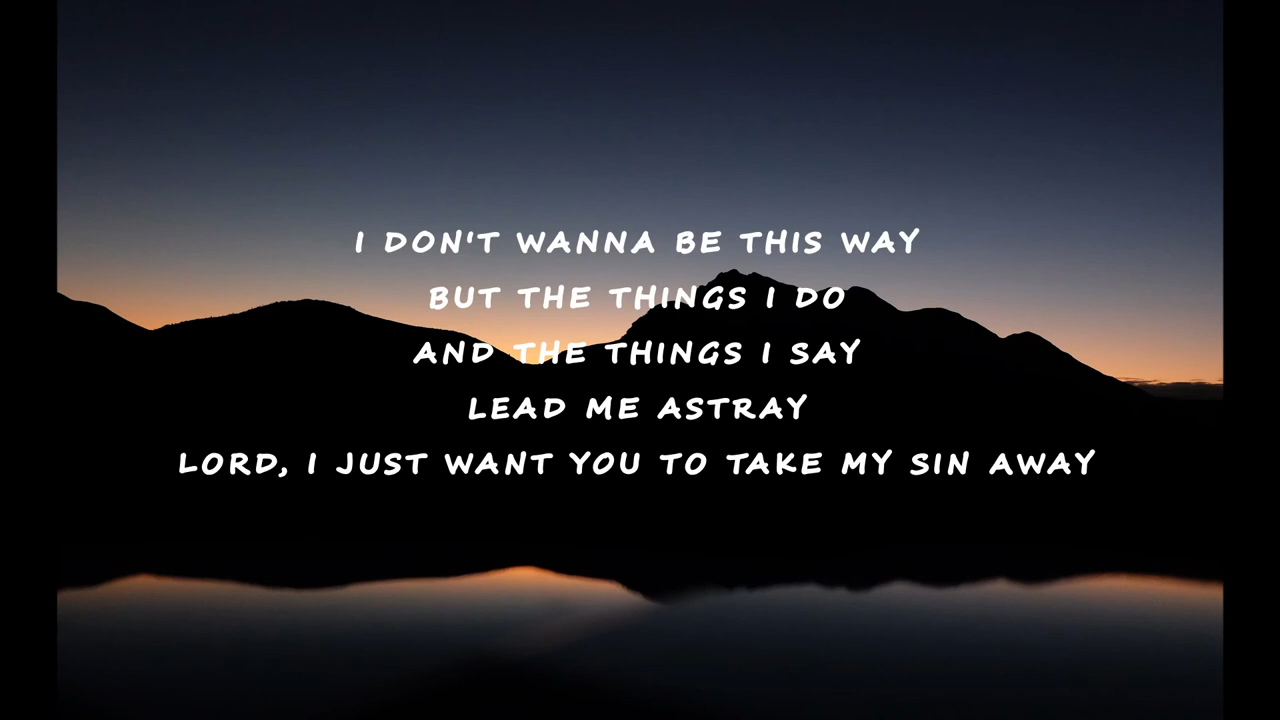 I DON'T WANNA BE THIS WAY
BUT THE THINGS I DO
AND THE THINGS I SAY
LEAD ME ASTRAY
LORD, I JUST WANT YOU TO TAKE MY SIN AWAY